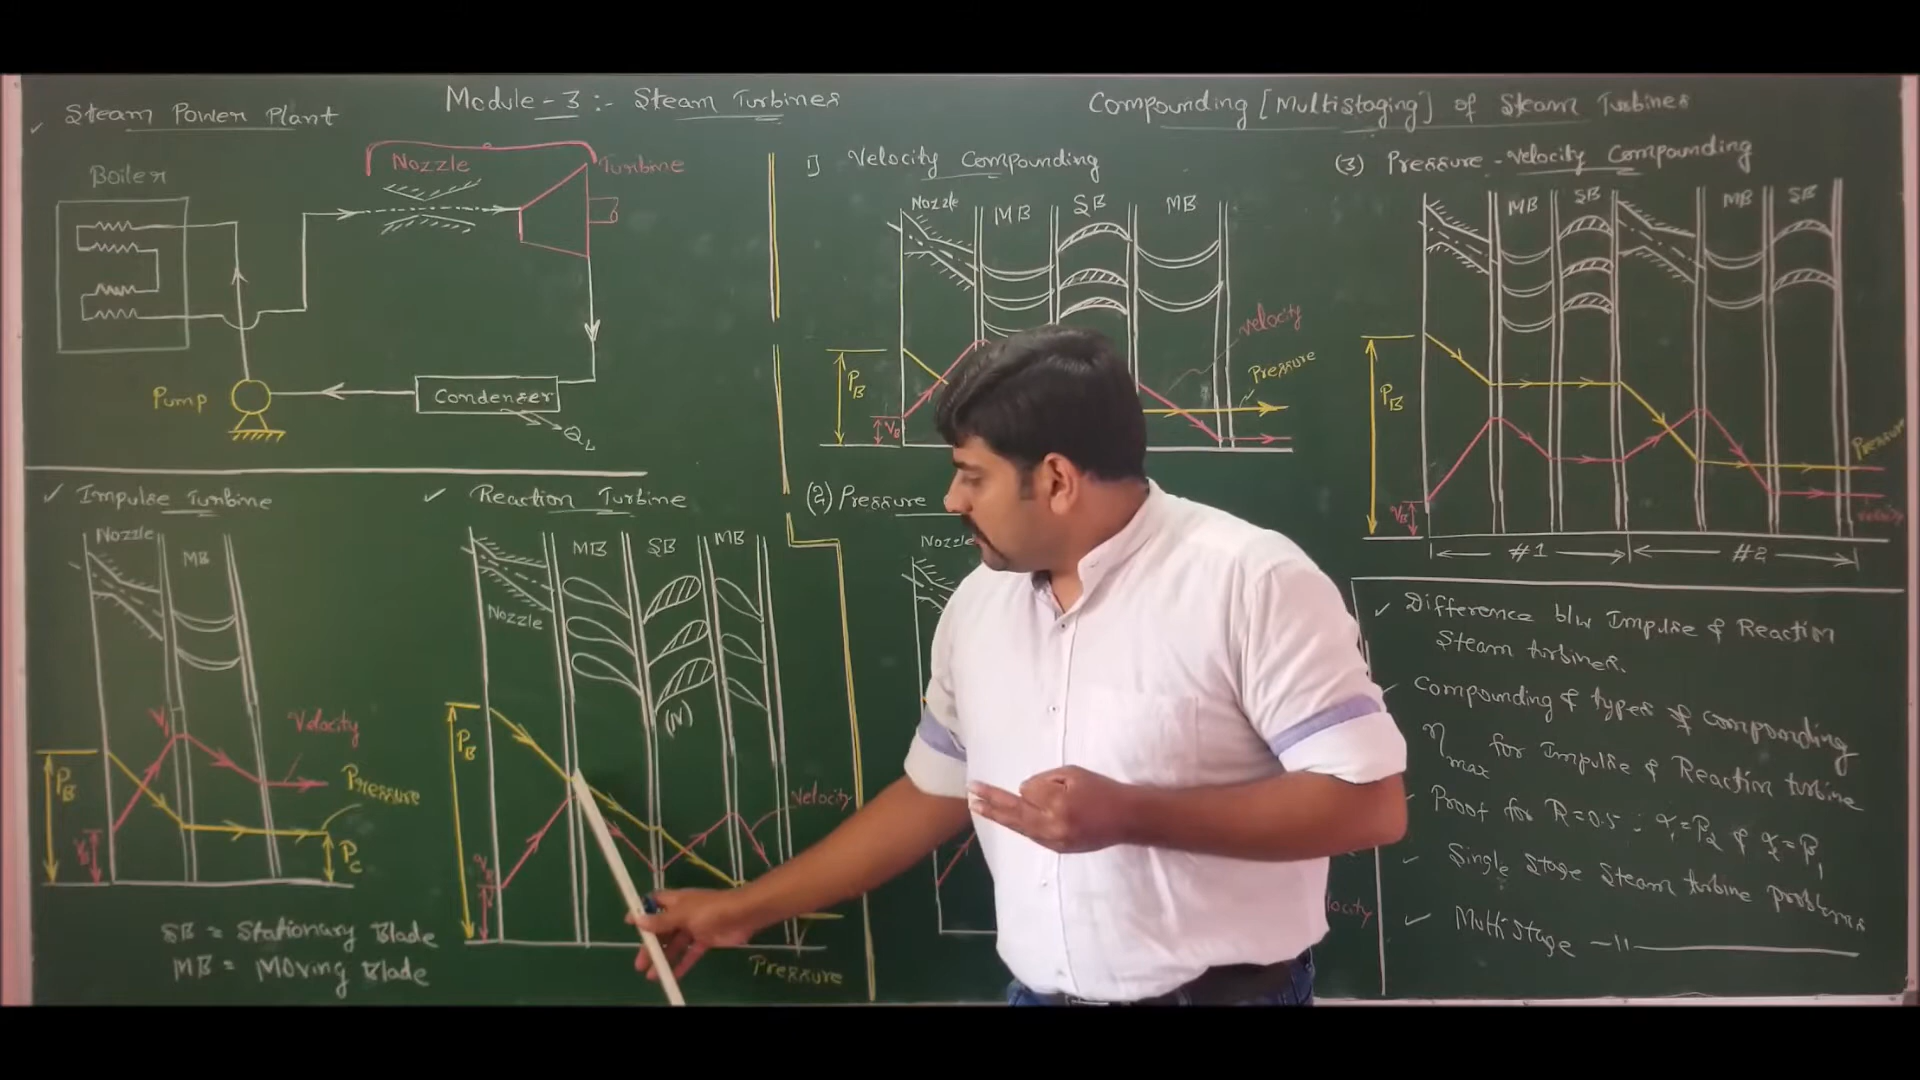 Module-3 :- Steam Turbines
Steam Power Plant
Boiler
Nozzle
Turbine
Pump
Condenser
QL
Impulse Turbine
Nozzle
MB
V1
Velocity
Pressure
PB
VB
PC
SB = Stationary Blade
MB = Moving Blade
Reaction Turbine
MB
SB
MB
Nozzle
(N)
PB
VB
Velocity
Pressure
Compounding [Multistaging] of Steam Turbines
1) Velocity Compounding
Nozzle
MB
SB
MB
Velocity
Pressure
PB
VB
(2) Pressure
Nozzle
locity
(3) Pressure-Velocity Compounding
MB
SB
MB
SB
PB
VB
Pressure
velocity
#1
#2
Difference b/w Impulse & Reaction
Steam turbines.
Compounding & types of compounding
ηmax for Impulse & Reaction turbine
Proof for R=0.5 ; α1=β2 & α2=β1
Single Stage Steam turbine problems
Multi Stage —11—